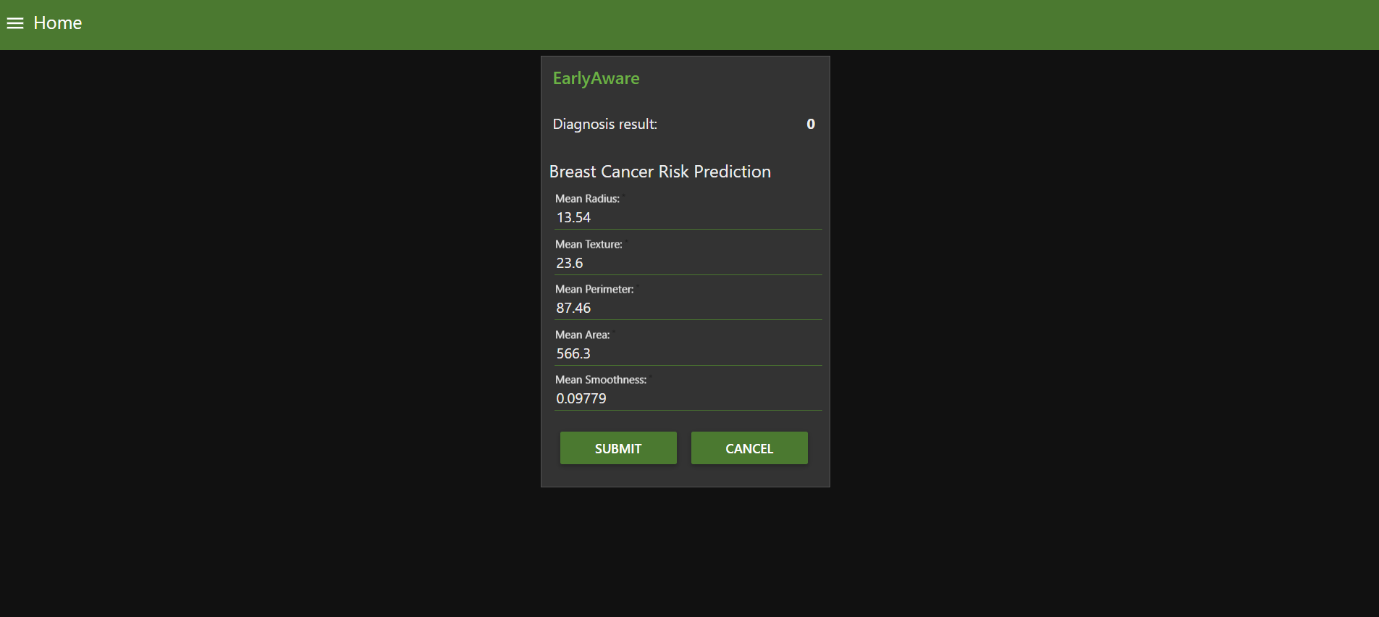 Home
EarlyAware
Diagnosis result: 0
Breast Cancer Risk Prediction
Mean Radius: *
13.54
Mean Texture: *
23.6
Mean Perimeter: *
87.46
Mean Area: *
566.3
Mean Smoothness: *
0.09779
SUBMIT CANCEL